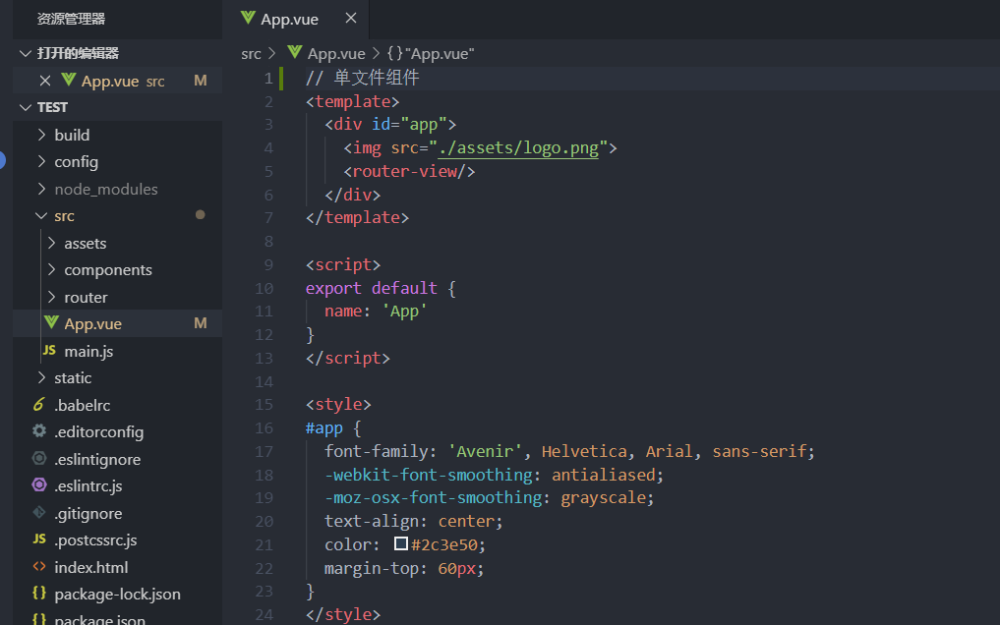 资源管理器
打开的编辑器
App.vue src M
TEST
build
config
node_modules
src
assets
components
router
App.vue M
JS main.js
static
.babelrc
.editorconfig
.eslintignore
.eslintrc.js
.gitignore
JS .postcssrc.js
<> index.html
{} package-lock.json
{} package.json
App.vue
src > App.vue > {} "App.vue"
1 // 单文件组件
2 <template>
3 <div id="app">
4 <img src="./assets/logo.png">
5 <router-view/>
6 </div>
7 </template>
8
9 <script>
10 export default {
11 name: 'App'
12 }
13 </script>
14
15 <style>
16 #app {
17 font-family: 'Avenir', Helvetica, Arial, sans-serif;
18 -webkit-font-smoothing: antialiased;
19 -moz-osx-font-smoothing: grayscale;
20 text-align: center;
21 color: #2c3e50;
22 margin-top: 60px;
23 }
24 </style>